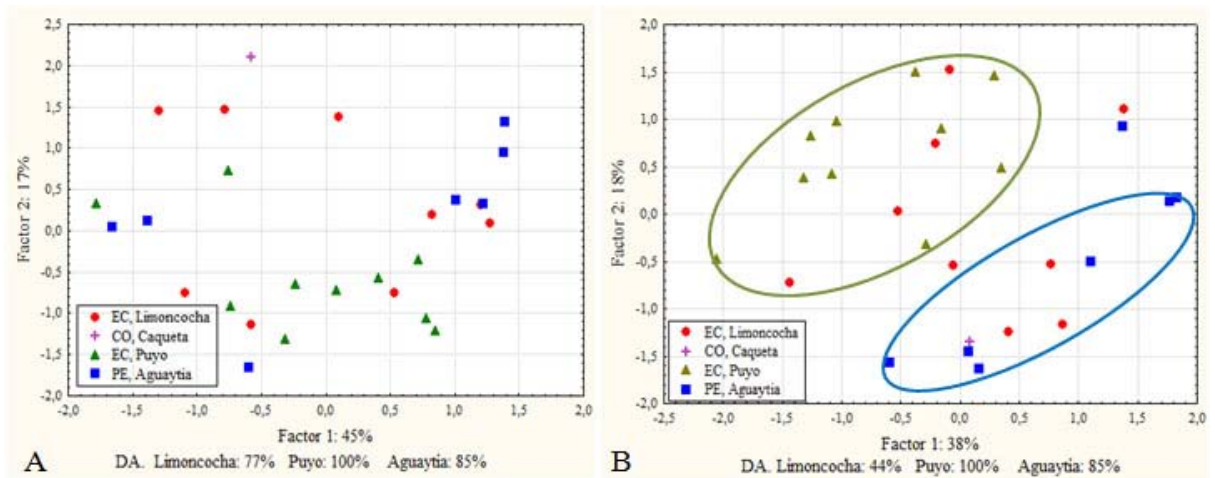 2,5
2,0
1,5
1,0
0,5
0,0
-0,5
-1,0
-1,5
-2,0
Factor 2: 17%
EC, Limoncocha
CO, Caqueta
EC, Puyo
PE, Aguaytia
-2,0 -1,5 -1,0 -0,5 0,0 0,5 1,0 1,5 2,0
Factor 1: 45%
A
DA. Limoncocha: 77% Puyo: 100% Aguaytia: 85%
2,0
1,5
1,0
0,5
0,0
-0,5
-1,0
-1,5
-2,0
Factor 2: 18%
EC, Limoncocha
CO, Caqueta
EC, Puyo
PE, Aguaytia
-2,5 -2,0 -1,5 -1,0 -0,5 0,0 0,5 1,0 1,5 2,0
Factor 1: 38%
B
DA. Limoncocha: 44% Puyo: 100% Aguaytia: 85%